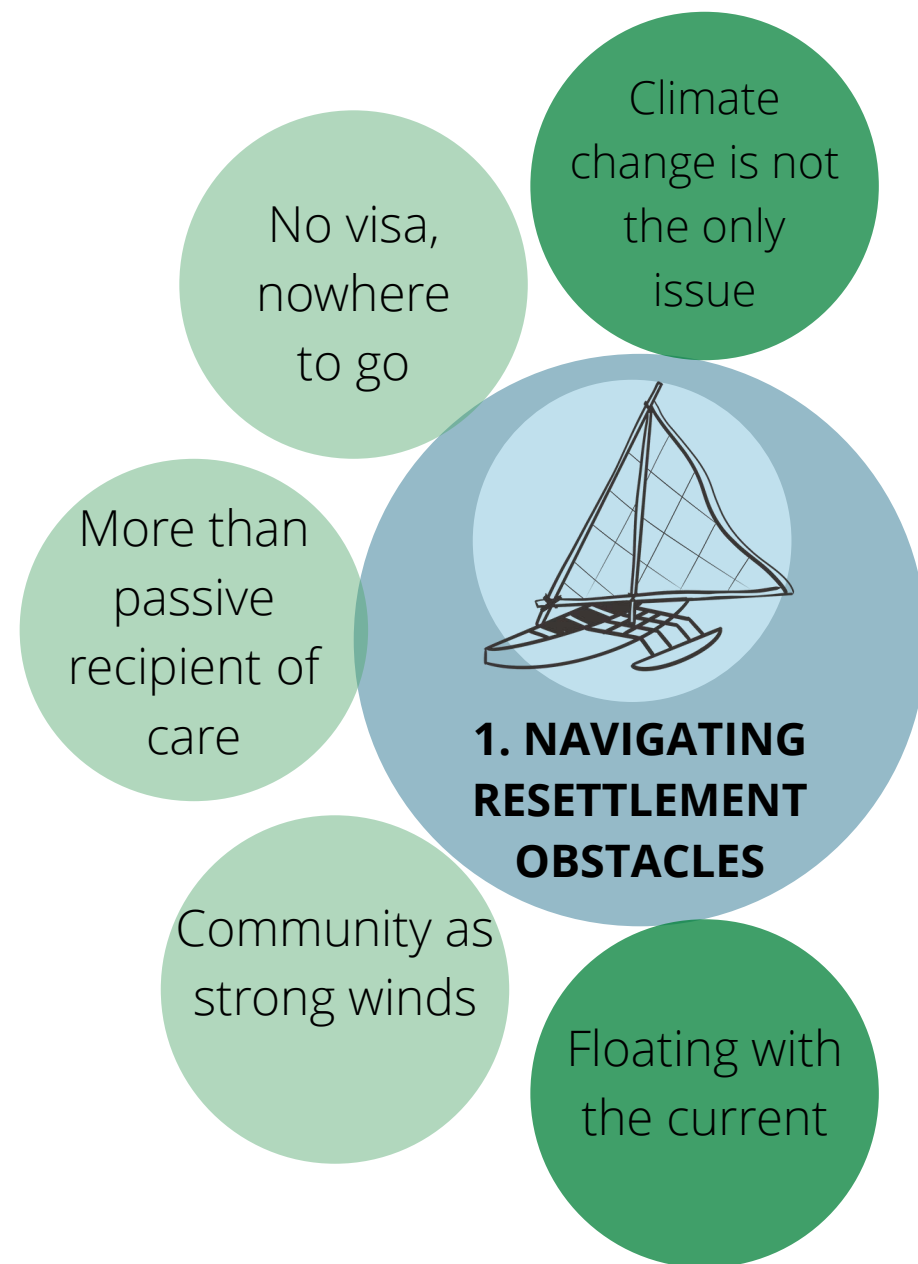 Climate
change is not
the only
issue
No visa,
nowhere
to go
More than
passive
recipient of
care
1. NAVIGATING
RESETTLEMENT
OBSTACLES
Community as
strong winds
Floating with
the current